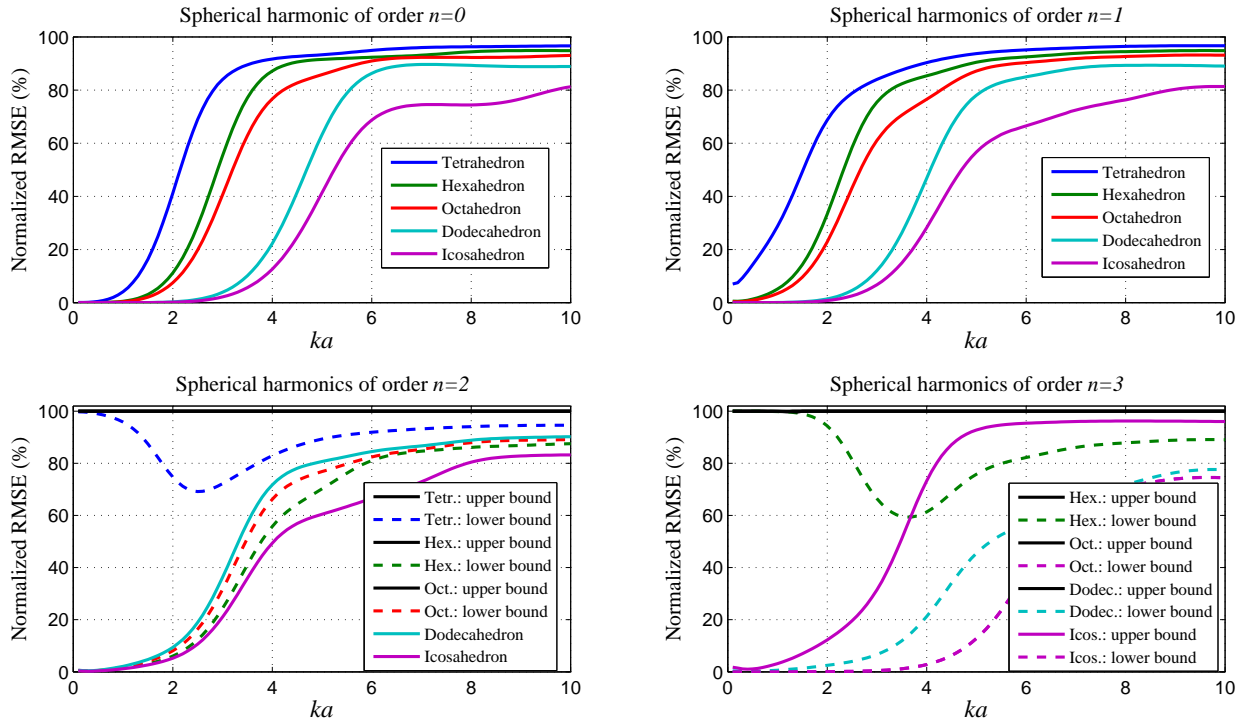 Spherical harmonic of order n=0
Normalized RMSE (%)
100
80
60
40
20
0
0 2 4 6 8 10
ka
Tetrahedron
Hexahedron
Octahedron
Dodecahedron
Icosahedron
Spherical harmonics of order n=1
Normalized RMSE (%)
100
80
60
40
20
0
0 2 4 6 8 10
ka
Tetrahedron
Hexahedron
Octahedron
Dodecahedron
Icosahedron
Spherical harmonics of order n=2
Normalized RMSE (%)
100
80
60
40
20
0
0 2 4 6 8 10
ka
Tetr.: upper bound
Tetr.: lower bound
Hex.: upper bound
Hex.: lower bound
Oct.: upper bound
Oct.: lower bound
Dodecahedron
Icosahedron
Spherical harmonics of order n=3
Normalized RMSE (%)
100
80
60
40
20
0
0 2 4 6 8 10
ka
Hex.: upper bound
Hex.: lower bound
Oct.: upper bound
Oct.: lower bound
Dodec.: upper bound
Dodec.: lower bound
Icos.: upper bound
Icos.: lower bound